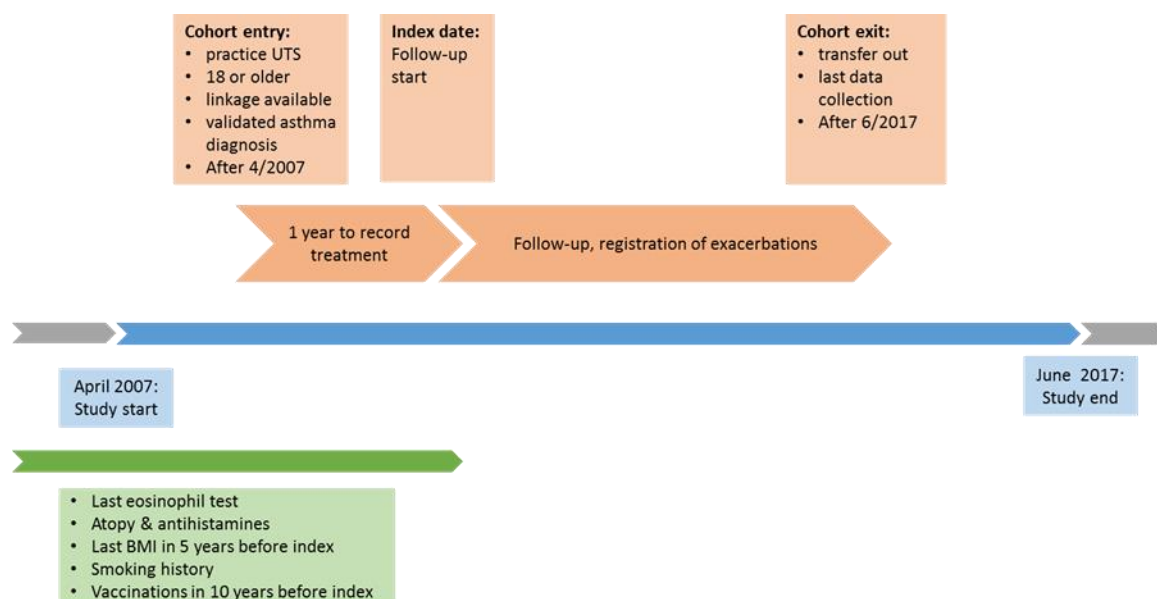 Cohort entry:
• practice UTS
• 18 or older
• linkage available
• validated asthma
diagnosis
• After 4/2007
Index date:
Follow-up
start
Cohort exit:
• transfer out
• last data
collection
• After 6/2017
1 year to record
treatment
Follow-up, registration of exacerbations
April 2007:
Study start
June 2017:
Study end
• Last eosinophil test
• Atopy & antihistamines
• Last BMI in 5 years before index
• Smoking history
• Vaccinations in 10 years before index